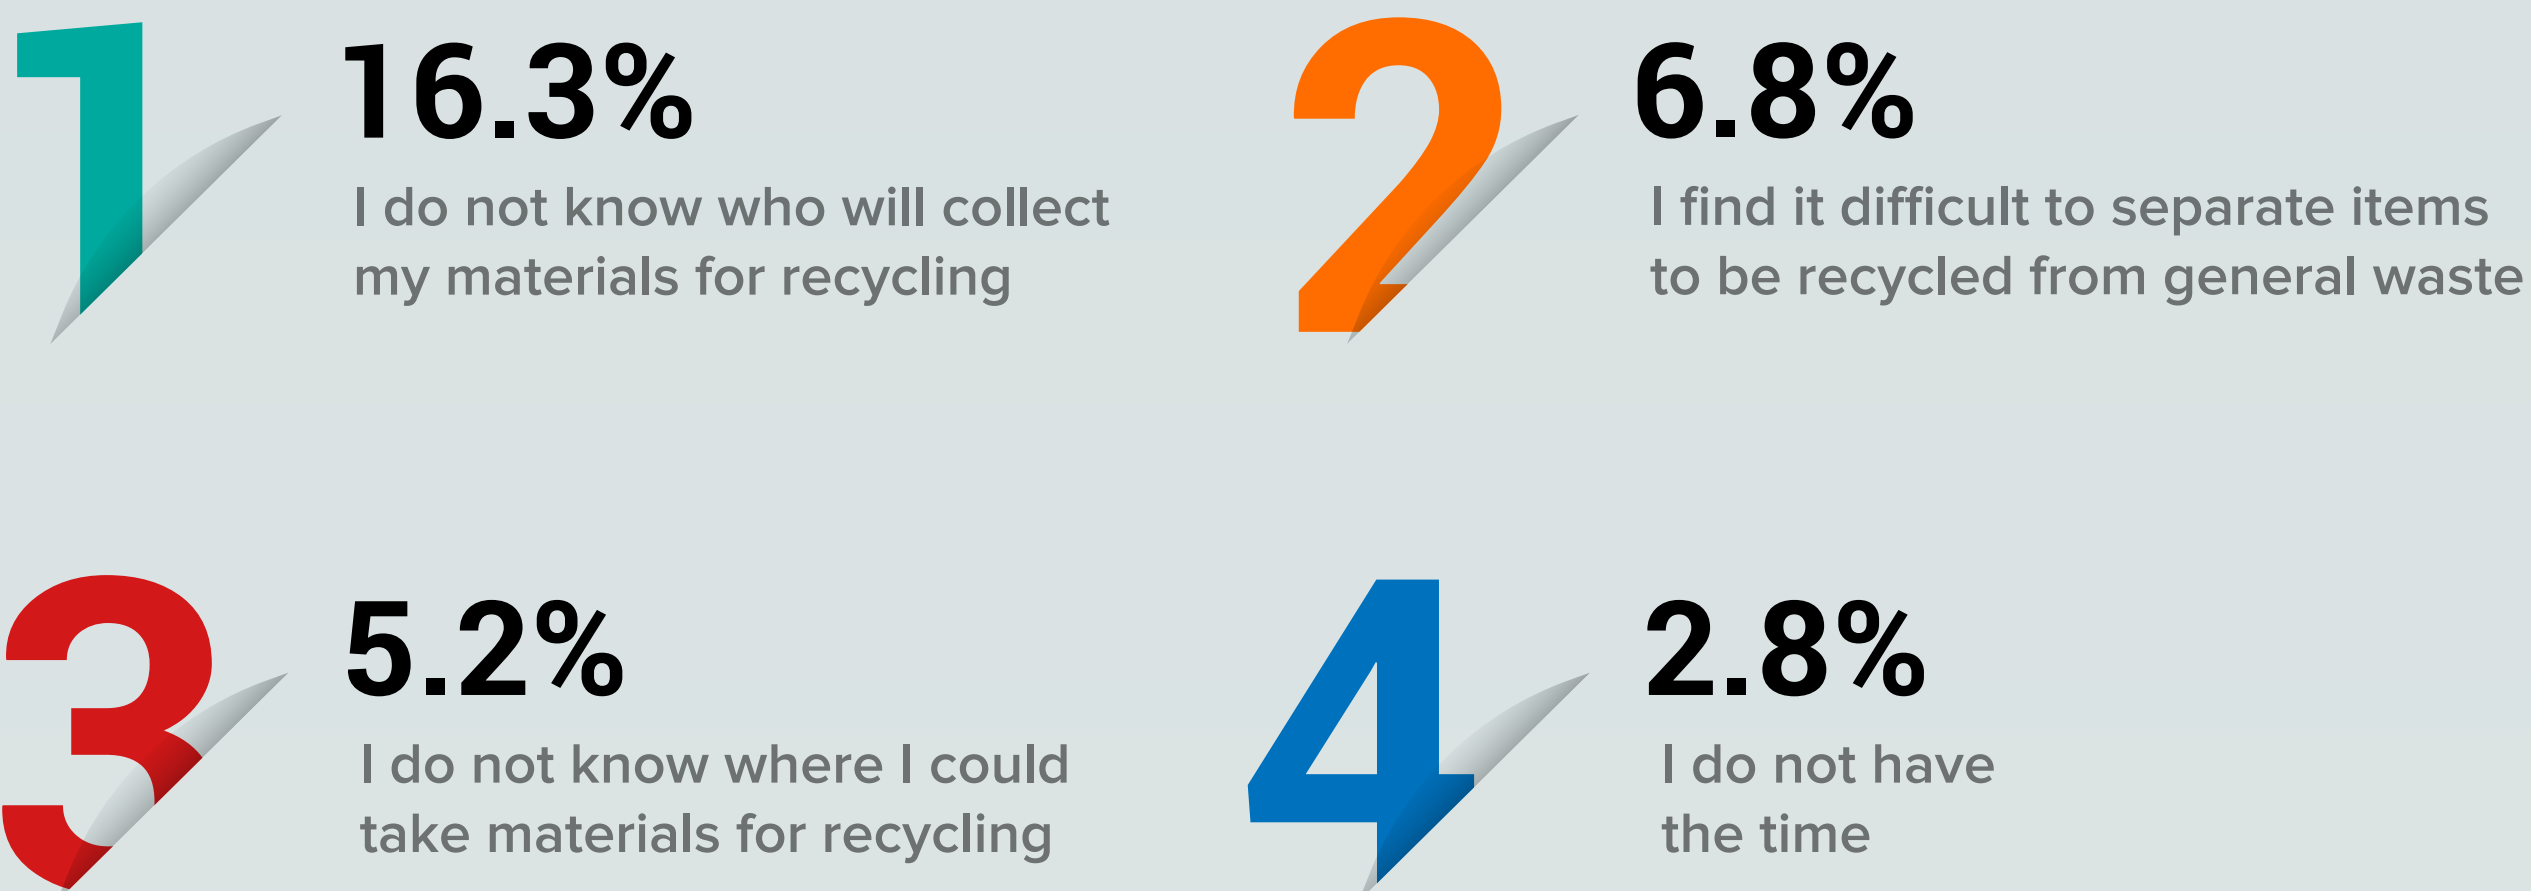 1
16.3%
I do not know who will collect
my materials for recycling
2
6.8%
I find it difficult to separate items
to be recycled from general waste
3
5.2%
I do not know where I could
take materials for recycling
4
2.8%
I do not have
the time